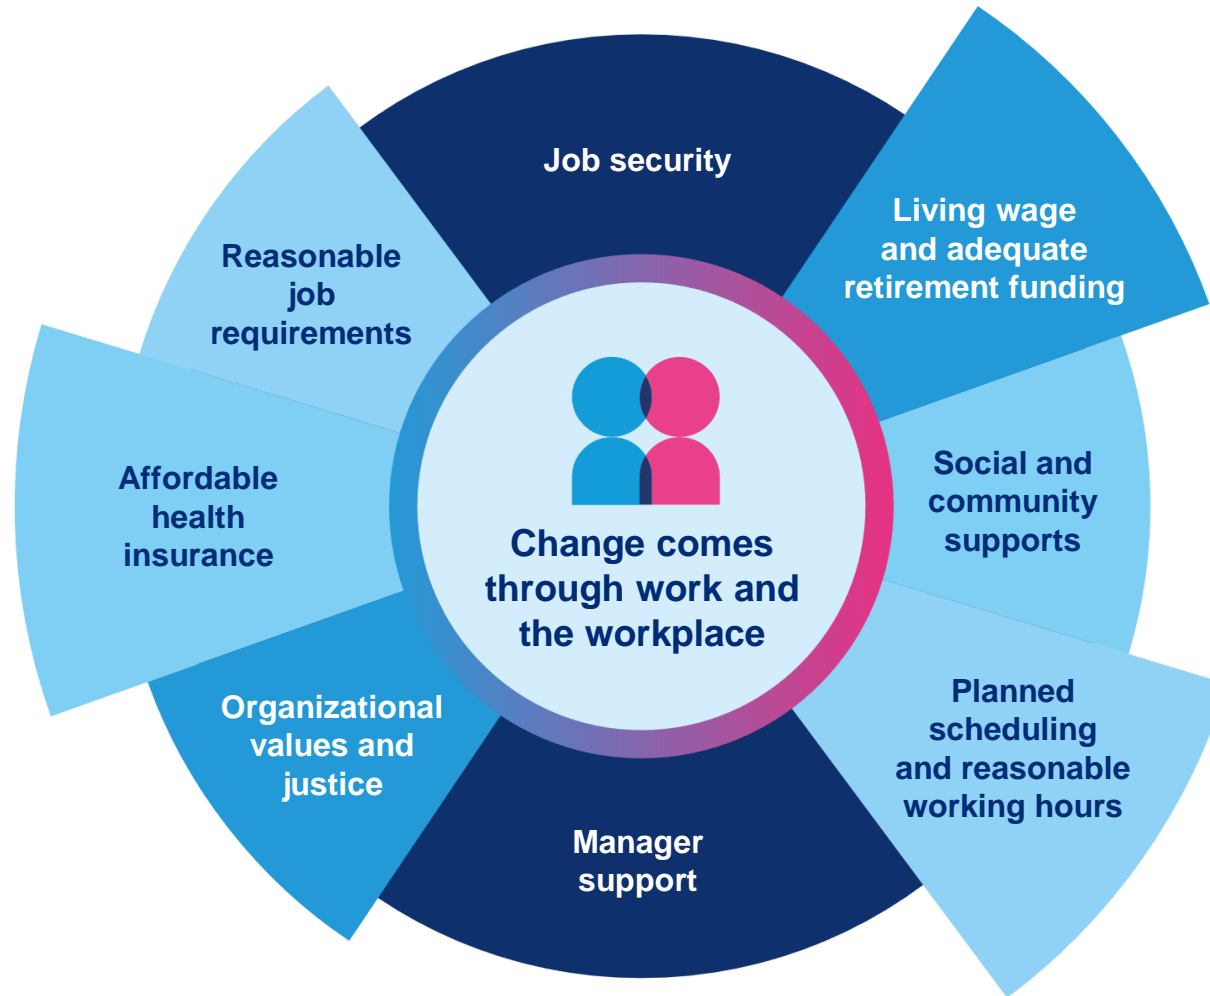 Job security
Living wage
and adequate
retirement funding
Social and
community
supports
Planned
scheduling
and reasonable
working hours
Manager
support
Organizational
values and
justice
Affordable
health
insurance
Reasonable
job
requirements
Change comes
through work and
the workplace